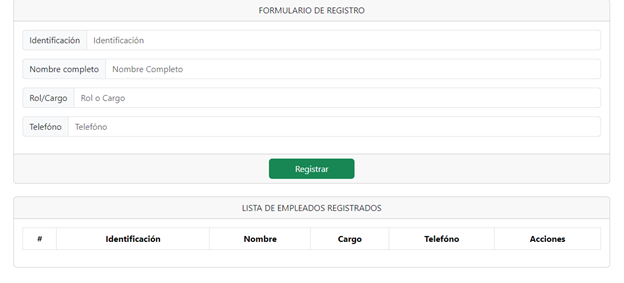 FORMULARIO DE REGISTRO
Identificación Identificación
Nombre completo Nombre Completo
Rol/Cargo Rol o Cargo
Telefóno Telefóno
Registrar
LISTA DE EMPLEADOS REGISTRADOS
# Identificación Nombre Cargo Telefóno Acciones